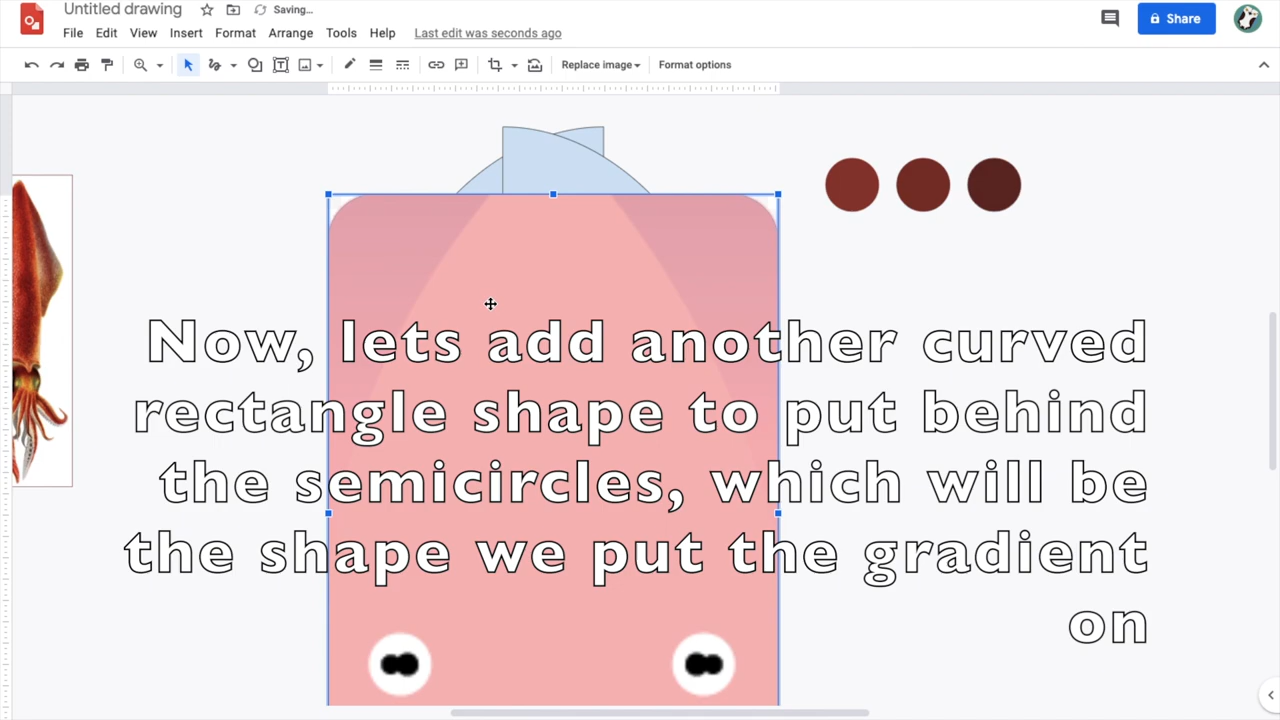 Untitled drawing
Saving...
File Edit View Insert Format Arrange Tools Help Last edit was seconds ago
Share
Replace image Format options
Now, lets add another curved
rectangle shape to put behind
the semicircles, which will be
the shape we put the gradient
on